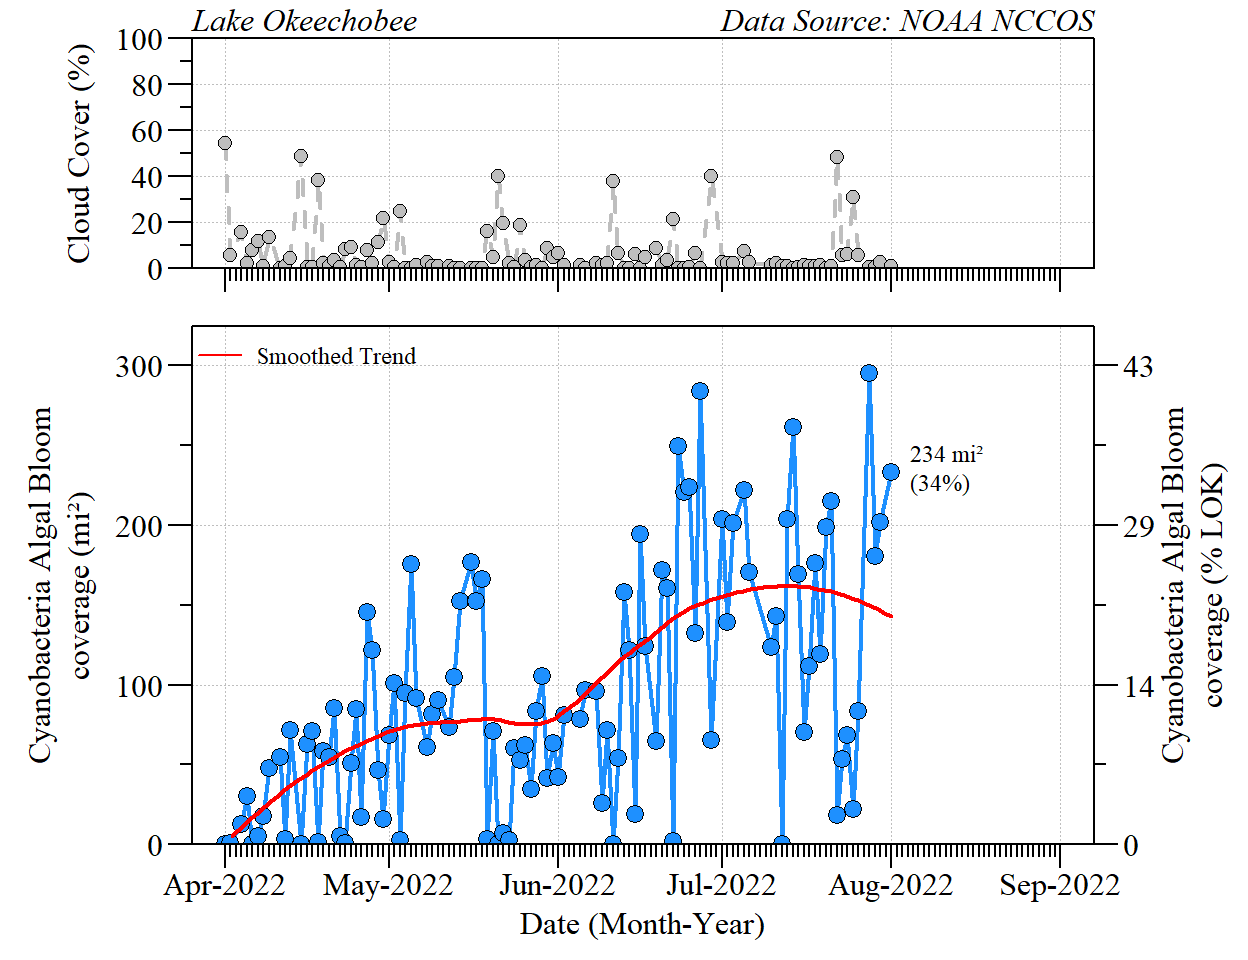 Lake Okeechobee
Data Source: NOAA NCCOS
Cloud Cover (%)
100
80
60
40
20
0
Smoothed Trend
Cyanobacteria Algal Bloom
coverage (mi²)
300
200
100
0
234 mi²
(34%)
43
29
14
0
Cyanobacteria Algal Bloom
coverage (% LOK)
Apr-2022
May-2022
Jun-2022
Jul-2022
Aug-2022
Sep-2022
Date (Month-Year)